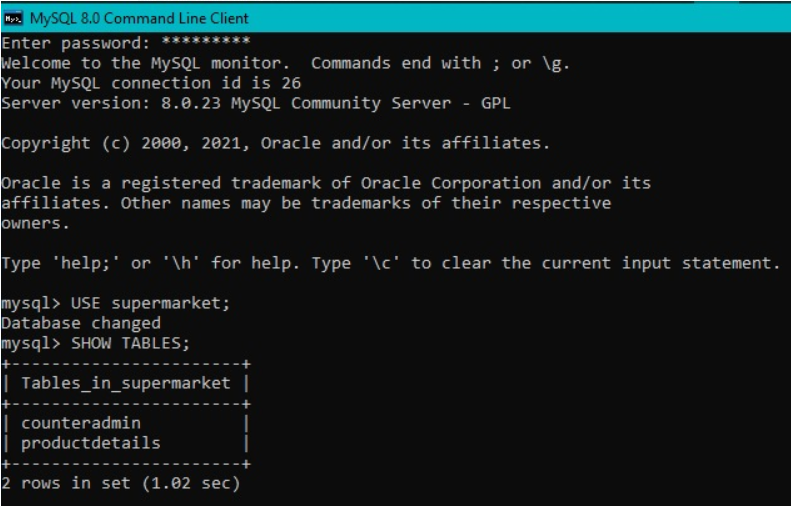 MySQL 8.0 Command Line Client
Enter password: *********
Welcome to the MySQL monitor.  Commands end with ; or \g.
Your MySQL connection id is 26
Server version: 8.0.23 MySQL Community Server - GPL
Copyright (c) 2000, 2021, Oracle and/or its affiliates.
Oracle is a registered trademark of Oracle Corporation and/or its
affiliates. Other names may be trademarks of their respective
owners.
Type 'help;' or '\h' for help. Type '\c' to clear the current input statement.
mysql> USE supermarket;
Database changed
mysql> SHOW TABLES;
+-----------------------+
| Tables_in_supermarket |
+-----------------------+
| counteradmin          |
| productdetails        |
+-----------------------+
2 rows in set (1.02 sec)